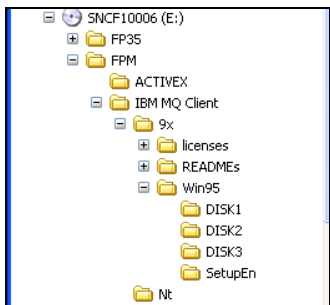 SNCF10006 (E:)
FP35
FPM
ACTIVEX
IBM MQ Client
9x
licenses
READMEs
Win95
DISK1
DISK2
DISK3
SetupEn
Nt